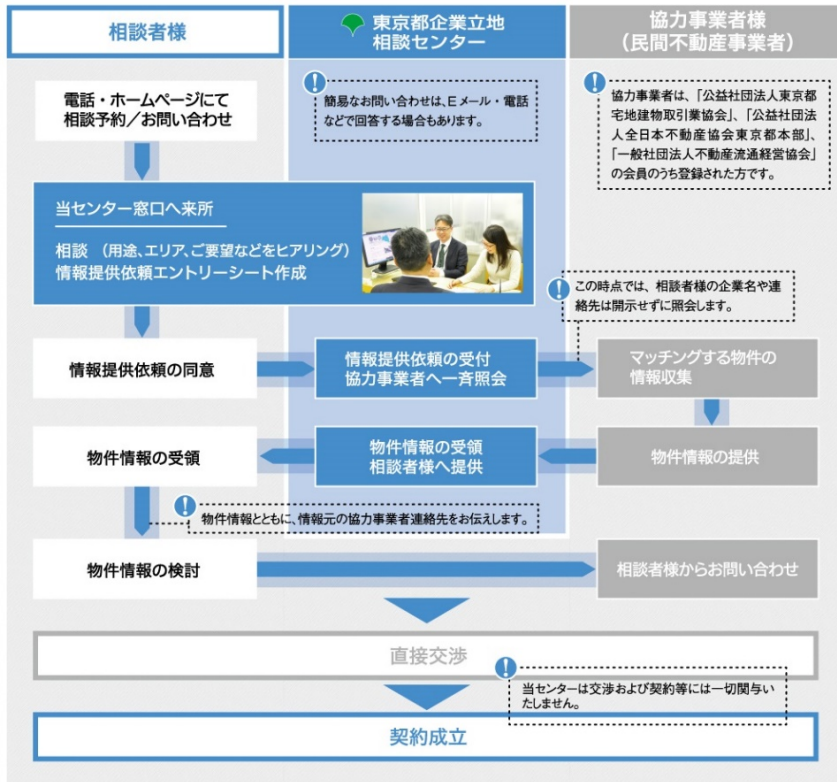 相談者様
東京都企業立地
相談センター
協力事業者様
(民間不動産事業者)
電話・ホームページにて
相談予約/お問い合わせ
!
簡易なお問い合わせは、Eメール・電話
などで回答する場合もあります。
!
協力事業者は、「公益社団法人東京都
宅地建物取引業協会」、「公益社団法
人全日本不動産協会東京都本部」、
「一般社団法人不動産流通経営協会」
の会員のうち登録された方です。
当センター窓口へ来所
相談 (用途、エリア、ご要望などをヒアリング)
情報提供依頼エントリーシート作成
!
この時点では、相談者様の企業名や連
絡先は開示せずに照会します。
情報提供依頼の同意
情報提供依頼の受付
協力事業者へ一斉照会
マッチングする物件の
情報収集
物件情報の受領
物件情報の受領
相談者様へ提供
物件情報の提供
!
物件情報とともに、情報元の協力事業者連絡先をお伝えします。
物件情報の検討
相談者様からお問い合わせ
直接交渉
!
当センターは交渉および契約等には一切関与い
たしません。
契約成立